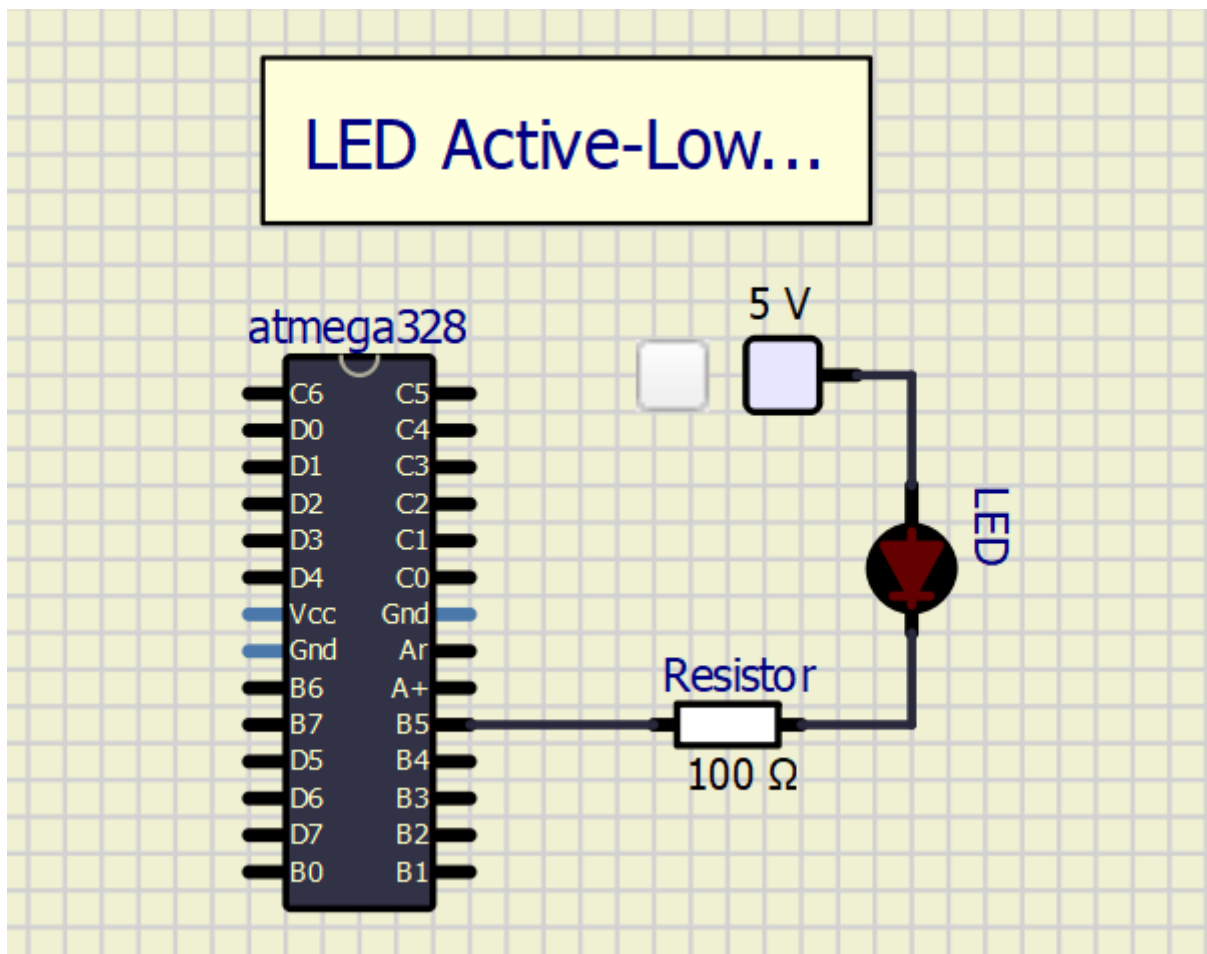 LED Active-Low...
5 V
atmega328
C6 C5
D0 C4
D1 C3
D2 C2
D3 C1
D4 C0
Vcc Gnd
Gnd Ar
B6 A+
B7 B5
D5 B4
D6 B3
D7 B2
B0 B1
LED
Resistor
100 Ω